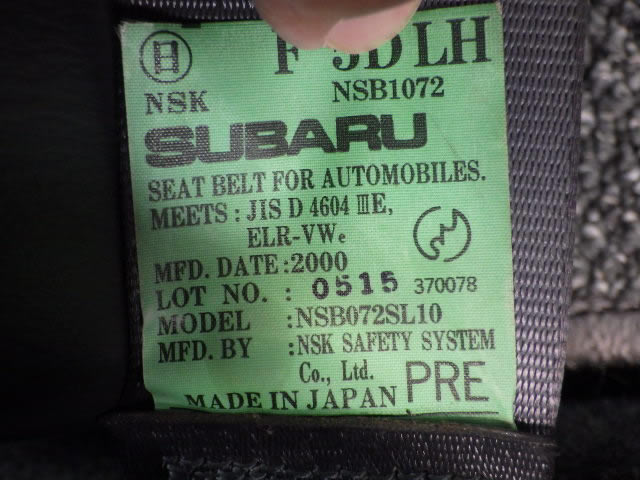 F JD LH
NSK NSB1072
SUBARU
SEAT BELT FOR AUTOMOBILES.
MEETS : JIS D 4604 ⅢE,
ELR-VWe
MFD. DATE:2000
LOT NO. : 0515 370078
MODEL :NSB072SL10
MFD. BY :NSK SAFETY SYSTEM
Co., Ltd. PRE
MADE IN JAPAN